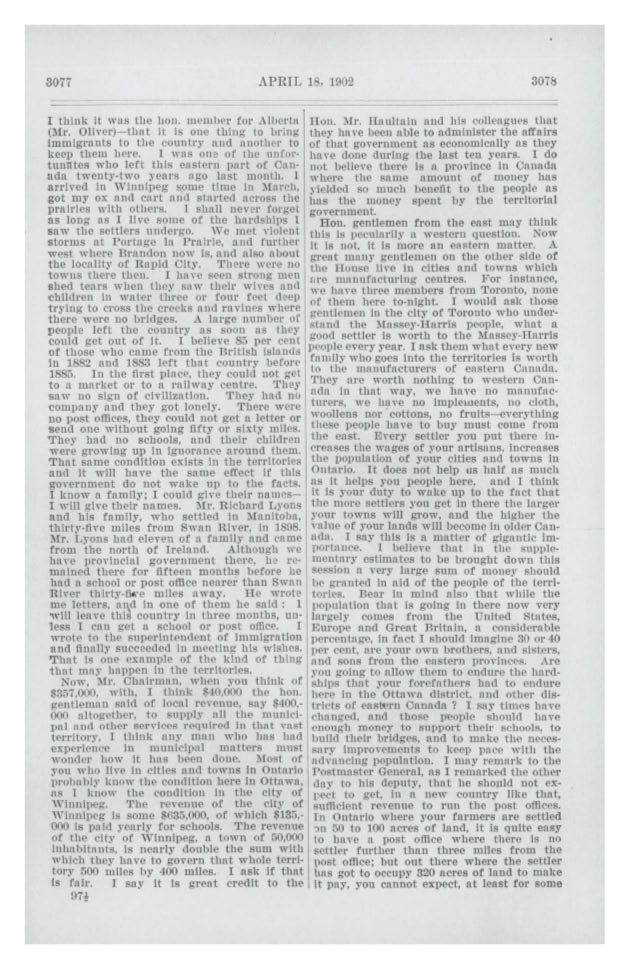 3077
APRIL 18, 1902
3078
I think it was the hon. member for Alberta
(Mr. Oliver)—that it is one thing to bring
immigrants to the country and another to
keep them here. I was one of the unfor-
tunates who left this eastern part of Can-
ada twenty-two years ago last month. I
arrived in Winnipeg some time in March,
got my ox and cart and started across the
prairies with others. I shall never forget
as long as I live some of the hardships I
saw the settlers undergo. We met violent
storms at Portage la Prairie, and further
west where Brandon now is, and also about
the locality of Rapid City. There were no
towns there then. I have seen strong men
shed tears when they saw their wives and
children in water three or four feet deep
trying to cross the creeks and ravines where
there were no bridges. A large number of
people left the country as soon as they
could get out of it. I believe 85 per cent
of those who came from the British islands
in 1882 and 1883 left that country before
1885. In the first place, they could not get
to a market or to a railway centre. They
saw no sign of civilization. They had no
company and they got lonely. There were
no post offices, they could not get a letter or
send one without going fifty or sixty miles.
They had no schools, and their children
were growing up in ignorance around them.
That same condition exists in the territories
and it will have the same effect if this
government do not wake up to the facts.
I know a family; I could give their names—
I will give their names. Mr. Richard Lyons
and his family, who settled in Manitoba,
thirty-five miles from Swan River, in 1898.
Mr. Lyons had eleven of a family and came
from the north of Ireland. Although we
have provincial government there, he re-
mained there for fifteen months before he
had a school or post office nearer than Swan
River thirty-five miles away. He wrote
me letters, and in one of them he said : I
will leave this country in three months, un-
less I can get a school or post office. I
wrote to the superintendent of immigration
and finally succeeded in meeting his wishes.
That is one example of the kind of thing
that may happen in the territories.
Now, Mr. Chairman, when you think of
$357,000, with, I think $40,000 the hon.
gentleman said of local revenue, say $400,-
000 altogether, to supply all the munici-
pal and other services required in that vast
territory, I think any man who has had
experience in municipal matters must
wonder how it has been done. Most of
you who live in cities and towns in Ontario
probably know the condition here in Ottawa,
as I know the condition in the city of
Winnipeg. The revenue of the city of
Winnipeg is some $635,000, of which $135,-
000 is paid yearly for schools. The revenue
of the city of Winnipeg, a town of 50,000
inhabitants, is nearly double the sum with
which they have to govern that whole terri-
tory 500 miles by 400 miles. I ask if that
is fair. I say it is great credit to the
97½
Hon. Mr. Haultain and his colleagues that
they have been able to administer the affairs
of that government as economically as they
have done during the last ten years. I do
not believe there is a province in Canada
where the same amount of money has
yielded so much benefit to the people as
has the money spent by the territorial
government.
Hon. gentlemen from the east may think
this is pecularily a western question. Now
it is not, it is more an eastern matter. A
great many gentlemen on the other side of
the House live in cities and towns which
are manufacturing centres. For instance,
we have three members from Toronto, none
of them here to-night. I would ask those
gentlemen in the city of Toronto who under-
stand the Massey-Harris people, what a
good settler is worth to the Massey-Harris
people every year. I ask them what every new
family who goes into the territories is worth
to the manufacturers of eastern Canada.
They are worth nothing to western Can-
ada in that way, we have no manufac-
turers, we have no implements, no cloth,
woollens nor cottons, no fruits—everything
these people have to buy must come from
the east. Every settler you put there in-
creases the wages of your artisans, increases
the population of your cities and towns in
Ontario. It does not help us half as much
as it helps you people here, and I think
it is your duty to wake up to the fact that
the more settlers you get in there the larger
your towns will grow, and the higher the
value of your lands will become in older Can-
ada. I say this is a matter of gigantic im-
portance. I believe that in the supple-
mentary estimates to be brought down this
session a very large sum of money should
be granted in aid of the people of the terri-
tories. Bear in mind also that while the
population that is going in there now very
largely comes from the United States,
Europe and Great Britain, a considerable
percentage, in fact I should imagine 30 or 40
per cent, are your own brothers, and sisters,
and sons from the eastern provinces. Are
you going to allow them to endure the hard-
ships that your forefathers had to endure
here in the Ottawa district, and other dis-
tricts of eastern Canada ? I say times have
changed, and those people should have
enough money to support their schools, to
build their bridges, and to make the neces-
sary improvements to keep pace with the
advancing population. I may remark to the
Postmaster General, as I remarked the other
day to his deputy, that he should not ex-
pect to get, in a new country like that,
sufficient revenue to run the post offices.
In Ontario where your farmers are settled
on 50 to 100 acres of land, it is quite easy
to have a post office where there is no
settler further than three miles from the
post office; but out there where the settler
has got to occupy 320 acres of land to make
it pay, you cannot expect, at least for some